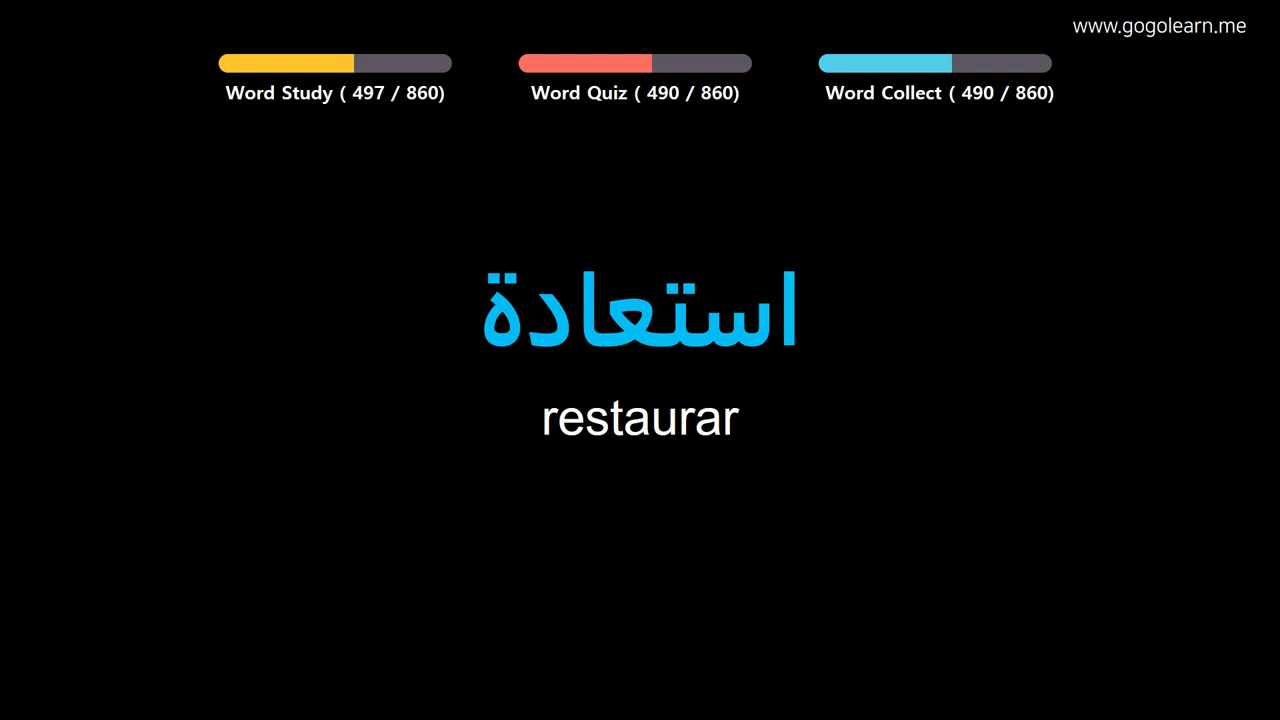 www.gogolearn.me
Word Study ( 497 / 860)
Word Quiz ( 490 / 860)
Word Collect ( 490 / 860)
استعادة
restaurar